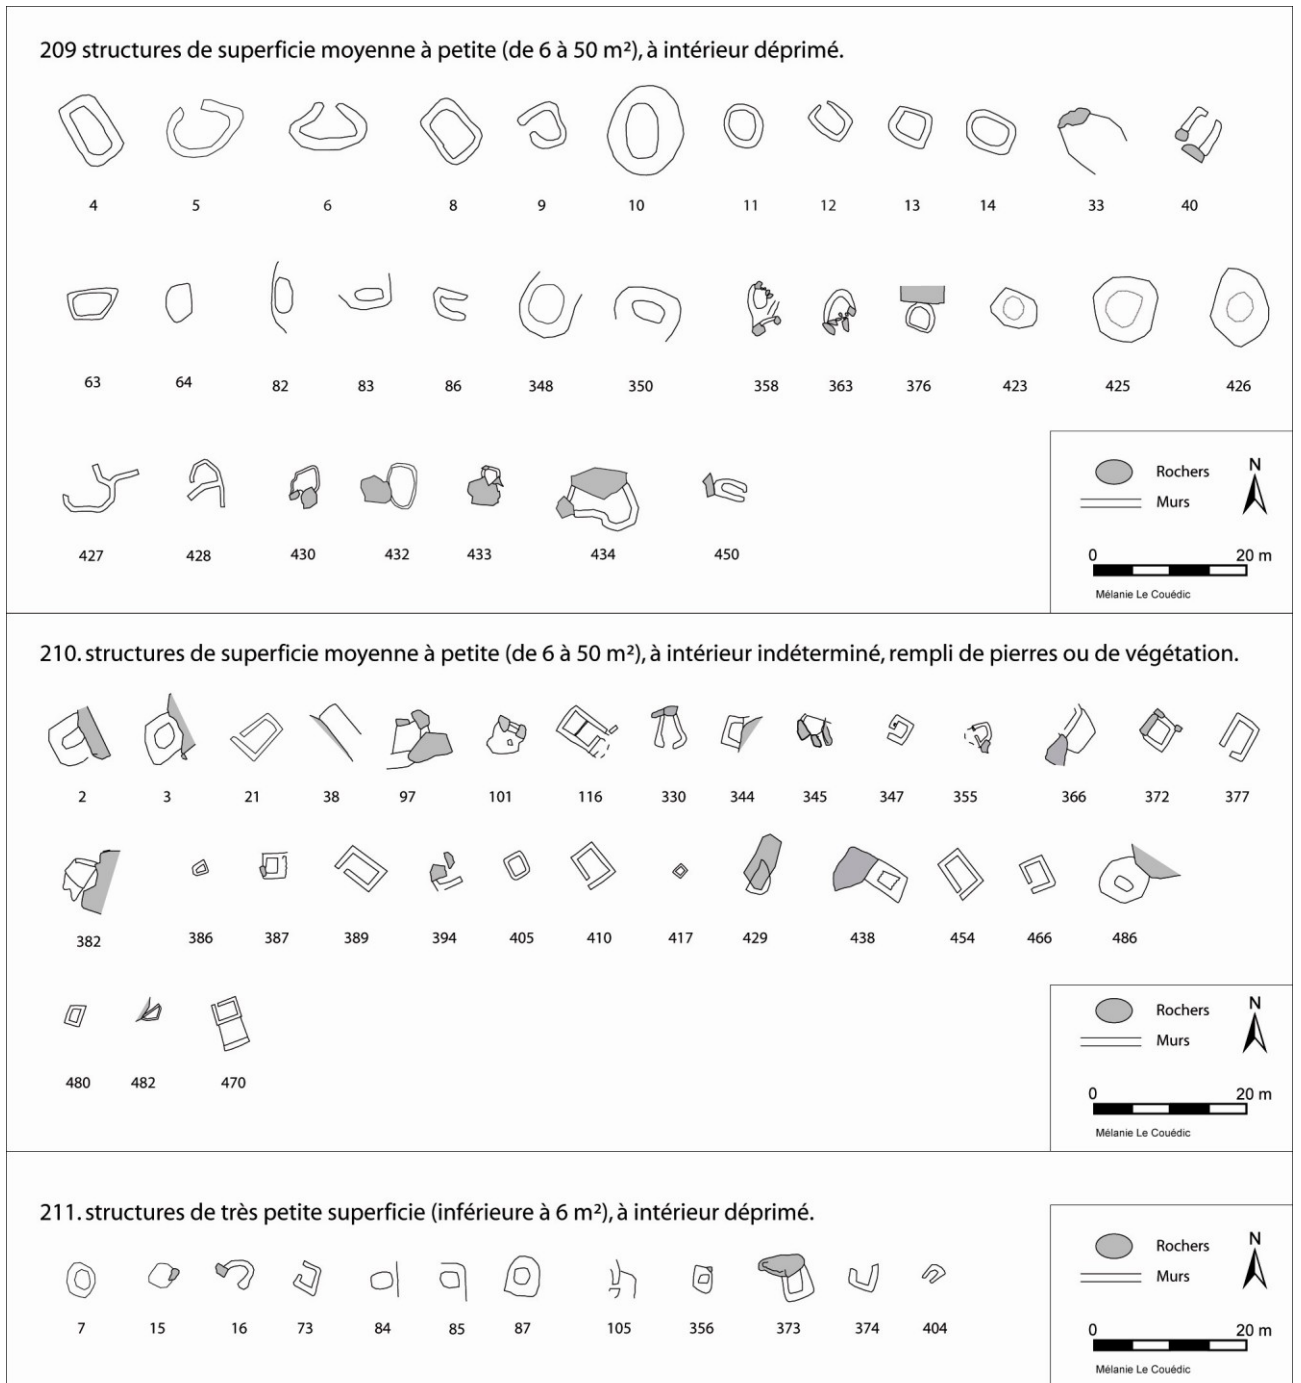 209 structures de superficie moyenne à petite (de 6 à 50 m²), à intérieur déprimé.
4 5 6 8 9 10 11 12 13 14 33 40
63 64 82 83 86 348 350 358 363 376 423 425 426
427 428 430 432 433 434 450
Rochers
N
Murs
0 20 m
Mélanie Le Couédic
210. structures de superficie moyenne à petite (de 6 à 50 m²), à intérieur indéterminé, rempli de pierres ou de végétation.
2 3 21 38 97 101 116 330 344 345 347 355 366 372 377
382 386 387 389 394 405 410 417 429 438 454 466 486
480 482 470
Rochers
N
Murs
0 20 m
Mélanie Le Couédic
211. structures de très petite superficie (inférieure à 6 m²), à intérieur déprimé.
7 15 16 73 84 85 87 105 356 373 374 404
Rochers
N
Murs
0 20 m
Mélanie Le Couédic